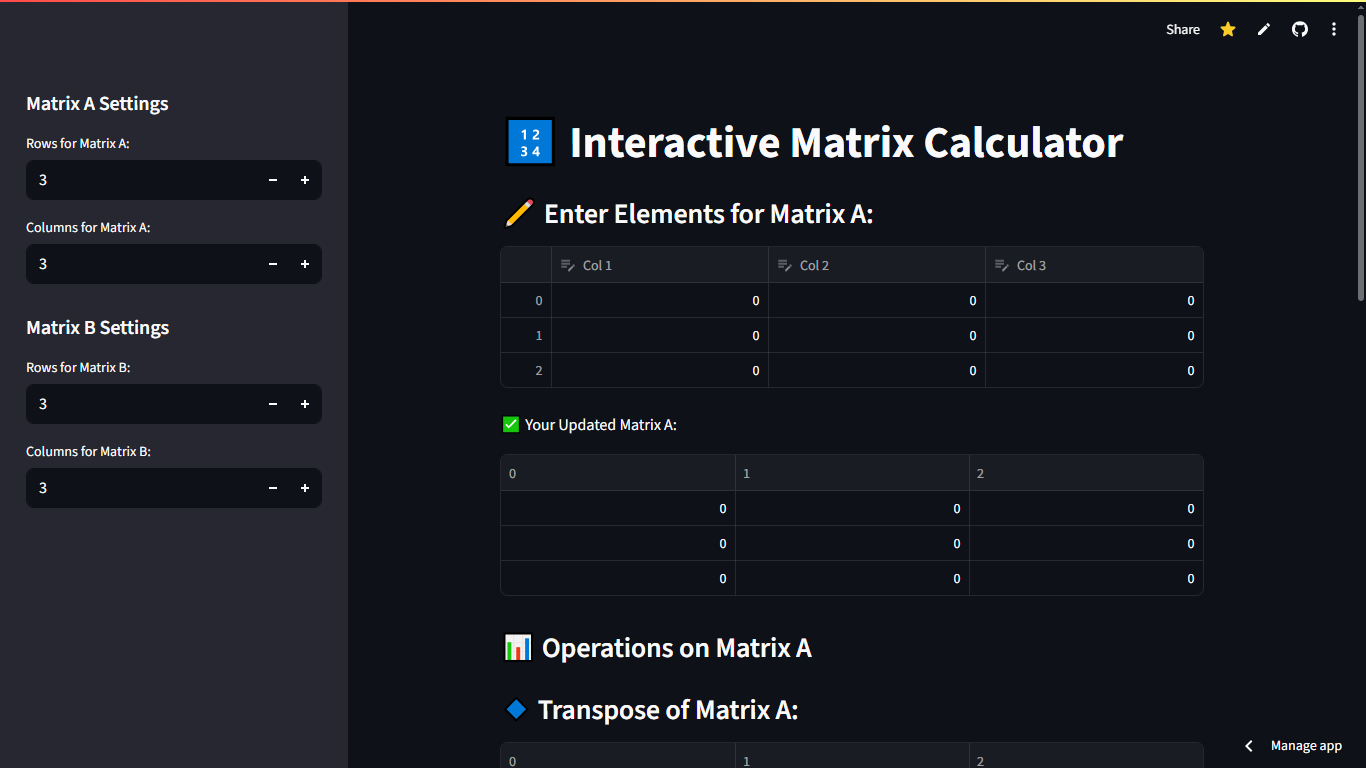 Share
Matrix A Settings
Rows for Matrix A:
3
Columns for Matrix A:
3
Matrix B Settings
Rows for Matrix B:
3
Columns for Matrix B:
3
1 2
3 4
Interactive Matrix Calculator
Enter Elements for Matrix A:
Col 1 Col 2 Col 3
0 0 0 0
1 0 0 0
2 0 0 0
Your Updated Matrix A:
0 1 2
0 0 0
0 0 0
0 0 0
Operations on Matrix A
Transpose of Matrix A:
0 1 2
Manage app